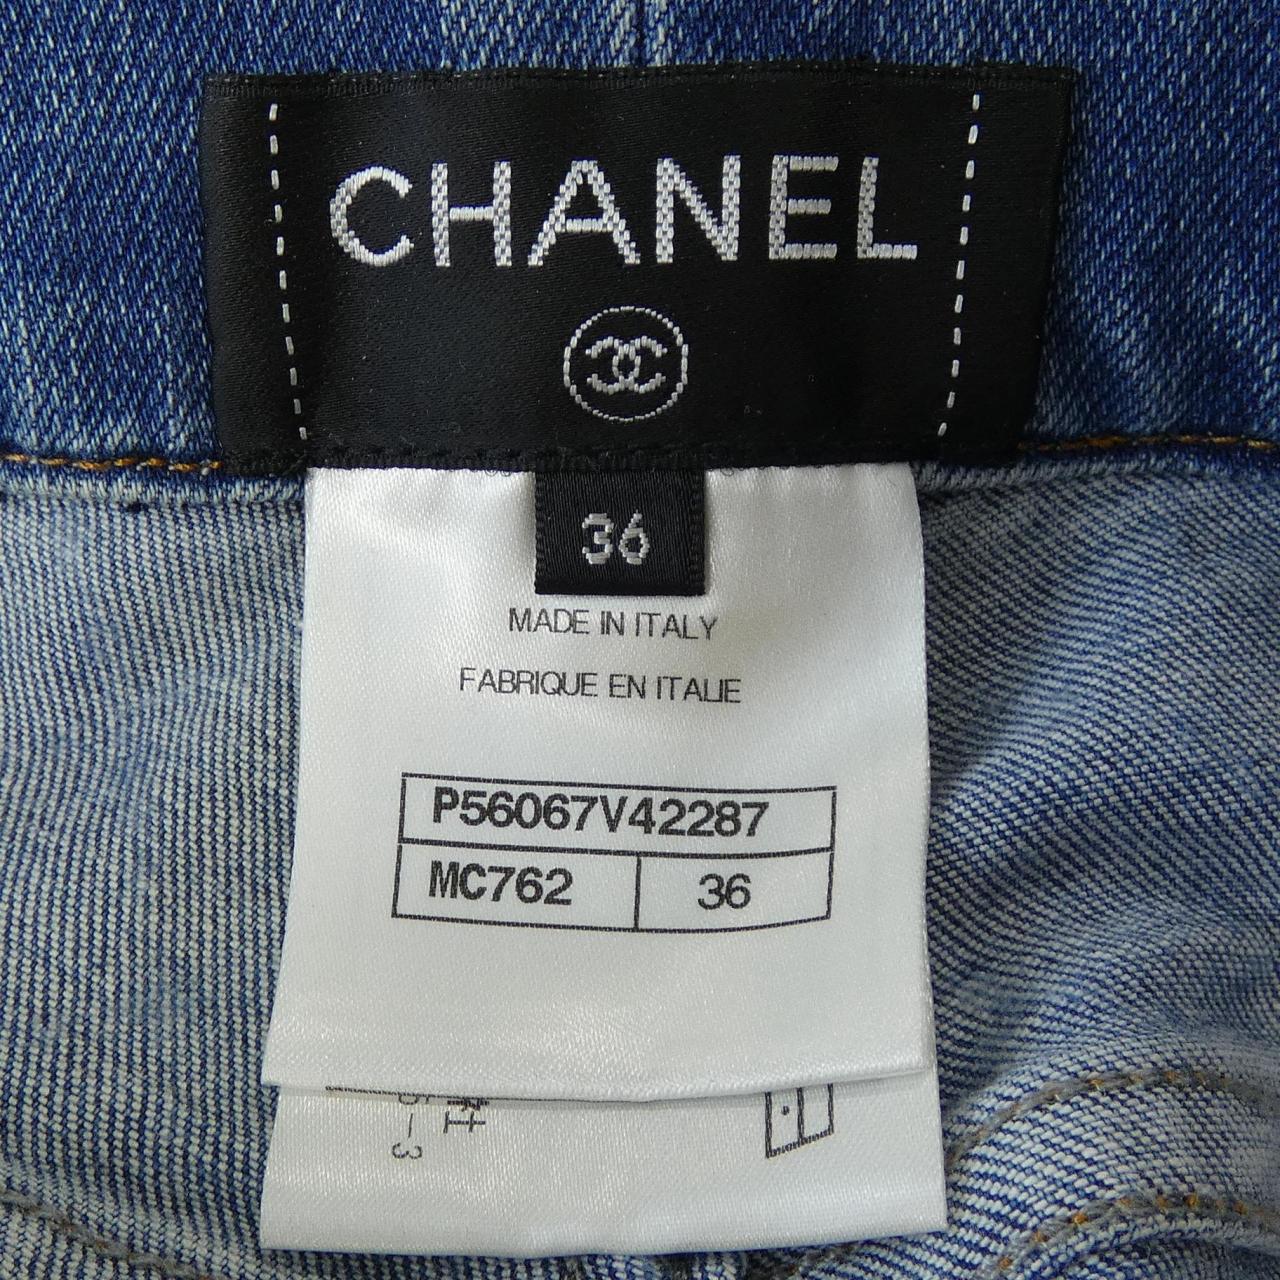 CHANEL
36
MADE IN ITALY
FABRIQUE EN ITALIE
P56067V42287
MC762 36